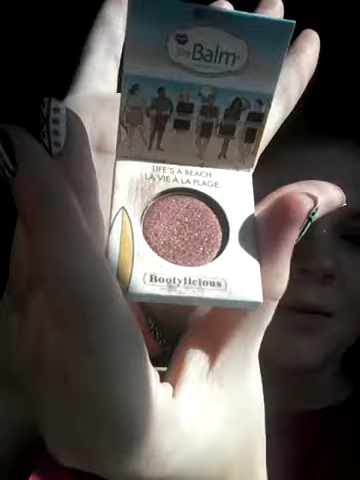 theBalm
LIFE'S A BEACH
LA VIE À LA PLAGE.
Bootylicious